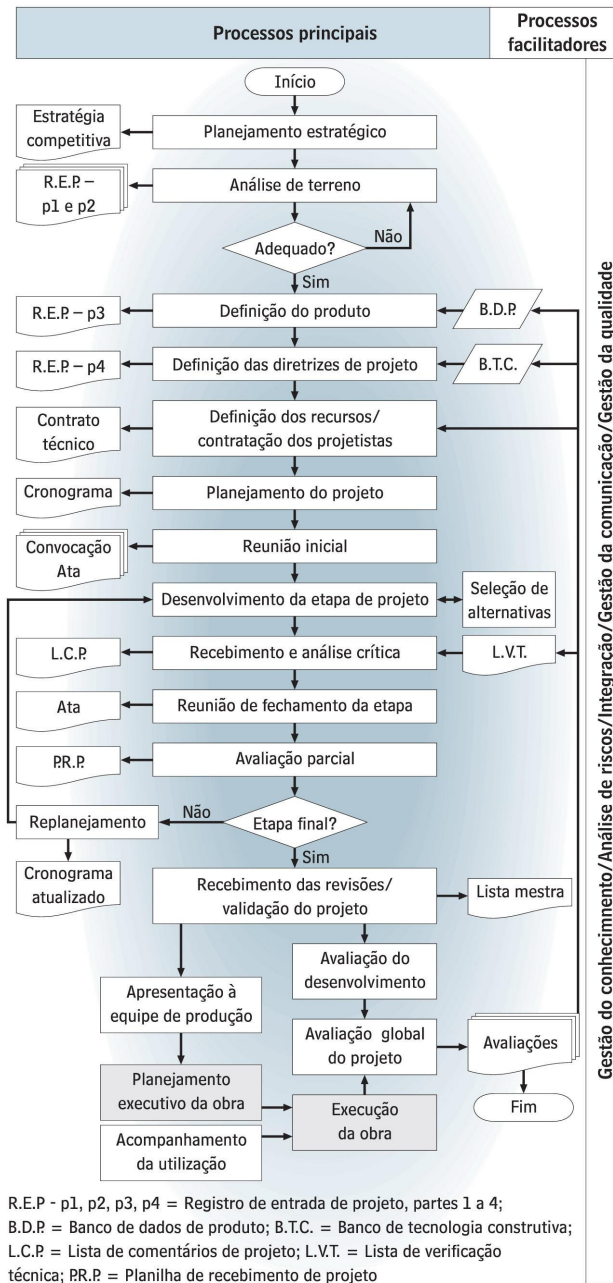 Processos principais
Processos
facilitadores
Início
Estratégia
competitiva
Planejamento estratégico
R.E.P. –
p1 e p2
Análise de terreno
Não
Adequado?
Sim
R.E.P. – p3
Definição do produto
B.D.P.
R.E.P. – p4
Definição das diretrizes de projeto
B.T.C.
Contrato
técnico
Definição dos recursos/
contratação dos projetistas
Cronograma
Planejamento do projeto
Convocação
Ata
Reunião inicial
Desenvolvimento da etapa de projeto
Seleção de
alternativas
L.C.P.
Recebimento e análise crítica
L.V.T.
Ata
Reunião de fechamento da etapa
P.R.P.
Avaliação parcial
Replanejamento
Não
Etapa final?
Sim
Cronograma
atualizado
Recebimento das revisões/
validação do projeto
Lista mestra
Avaliação do
desenvolvimento
Apresentação à
equipe de produção
Avaliação global
do projeto
Avaliações
Planejamento
executivo da obra
Execução
da obra
Fim
Acompanhamento
da utilização
Gestão do conhecimmento/Análise de riscos/Integração/Gestão da comunicação/Gestão da qualidade
R.E.P - p1, p2, p3, p4 = Registro de entrada de projeto, partes 1 a 4;
B.D.P. = Banco de dados de produto; B.T.C. = Banco de tecnologia construtiva;
L.C.P. = Lista de comentários de projeto; L.V.T. = Lista de verificação
técnica; P.R.P. = Planilha de recebimento de projeto